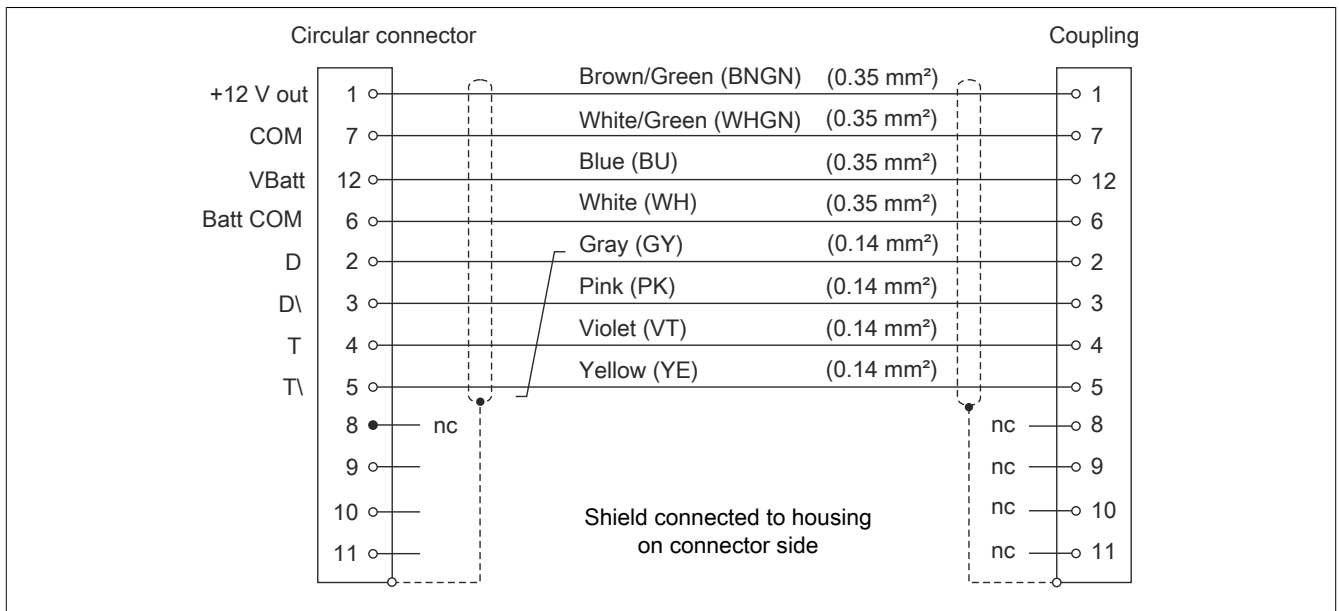 Circular connector Coupling
+12 V out 1 Brown/Green (BNGN) (0.35 mm²) 1
COM 7 White/Green (WHGN) (0.35 mm²) 7
VBatt 12 Blue (BU) (0.35 mm²) 12
Batt COM 6 White (WH) (0.35 mm²) 6
D 2 Gray (GY) (0.14 mm²) 2
D\ 3 Pink (PK) (0.14 mm²) 3
T 4 Violet (VT) (0.14 mm²) 4
T\ 5 Yellow (YE) (0.14 mm²) 5
8 nc nc 8
9 nc 9
10 nc 10
11 nc 11
Shield connected to housing
on connector side